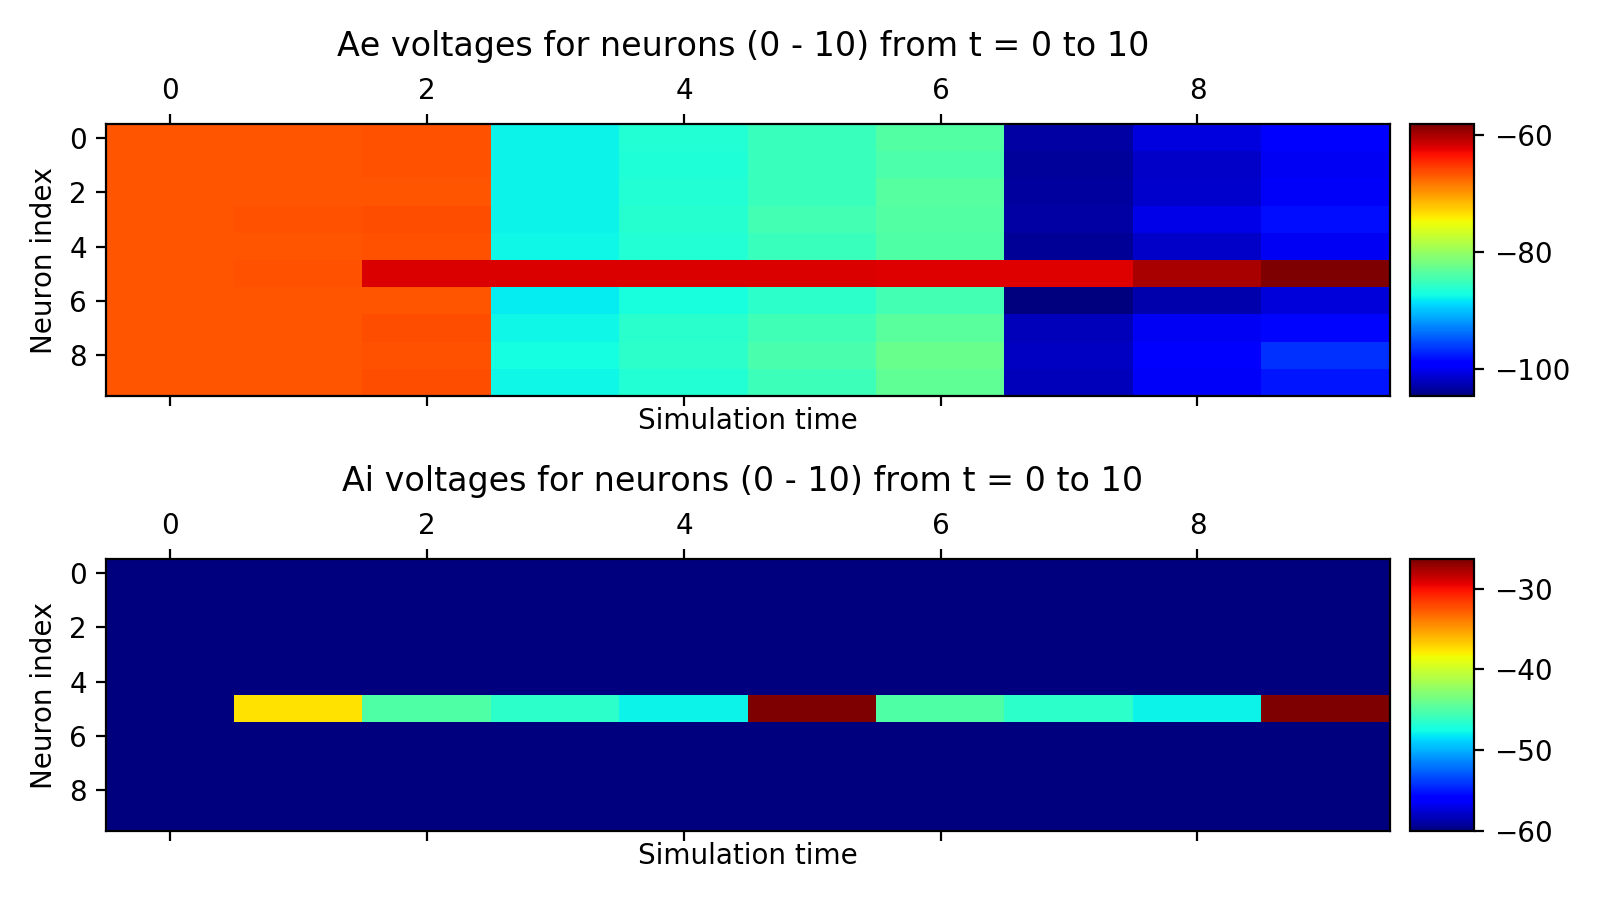 Ae voltages for neurons (0 - 10) from t = 0 to 10
0 2 4 6 8
Neuron index
0
2
4
6
8
−60
−80
−100
Simulation time
Ai voltages for neurons (0 - 10) from t = 0 to 10
0 2 4 6 8
Neuron index
0
2
4
6
8
−30
−40
−50
−60
Simulation time